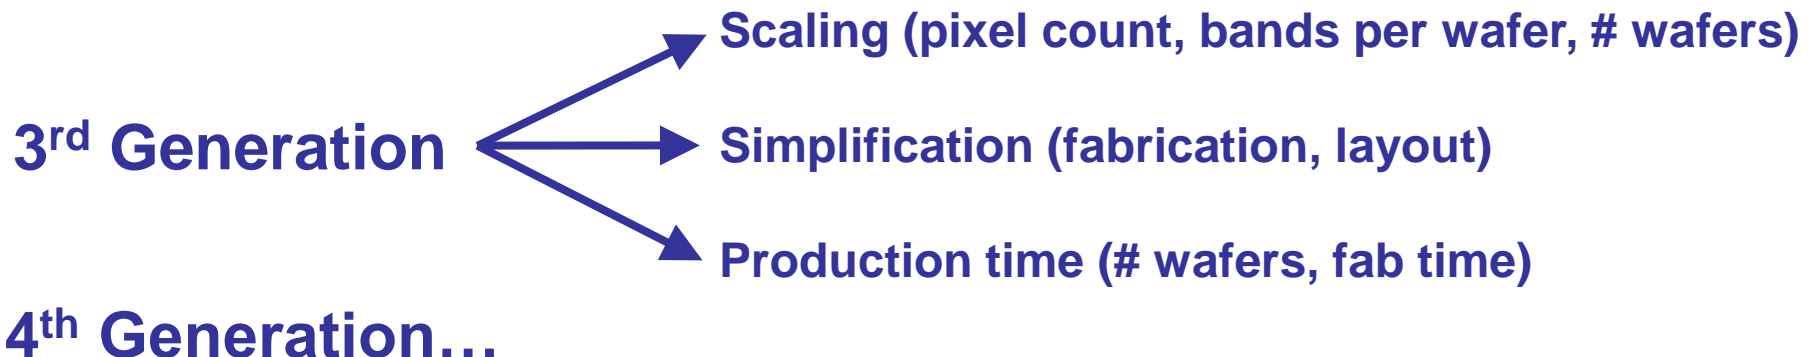 Scaling (pixel count, bands per wafer, # wafers)
3rd Generation
Simplification (fabrication, layout)
Production time (# wafers, fab time)
4th Generation…